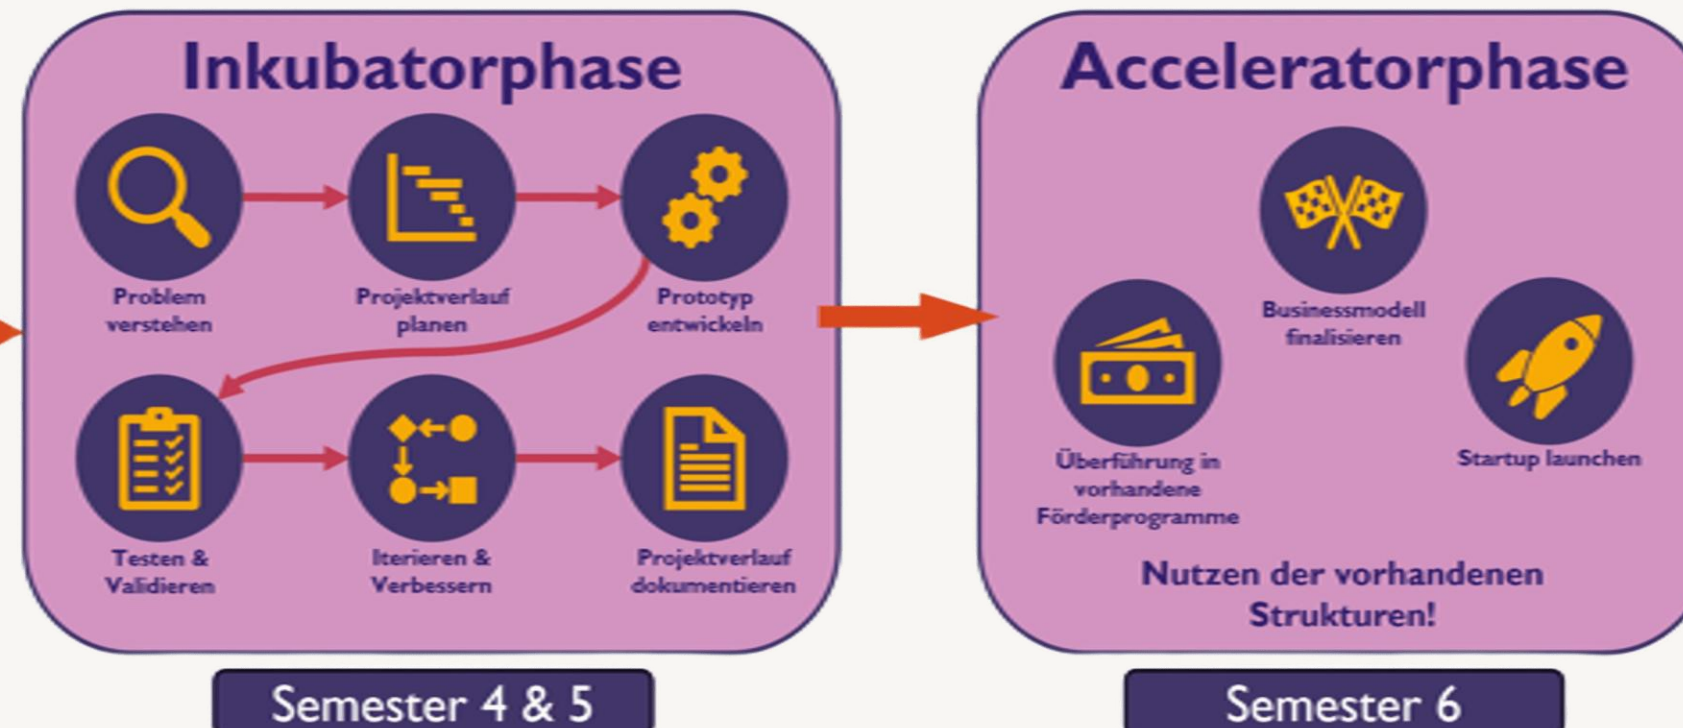 Inkubatorphase
Problem
verstehen
Projektverlauf
planen
Prototyp
entwickeln
Testen &
Validieren
Iterieren &
Verbessern
Projektverlauf
dokumentieren
Semester 4 & 5
Acceleratorphase
Businessmodell
finalisieren
Überführung in
vorhandene
Förderprogramme
Startup launchen
Nutzen der vorhandenen
Strukturen!
Semester 6